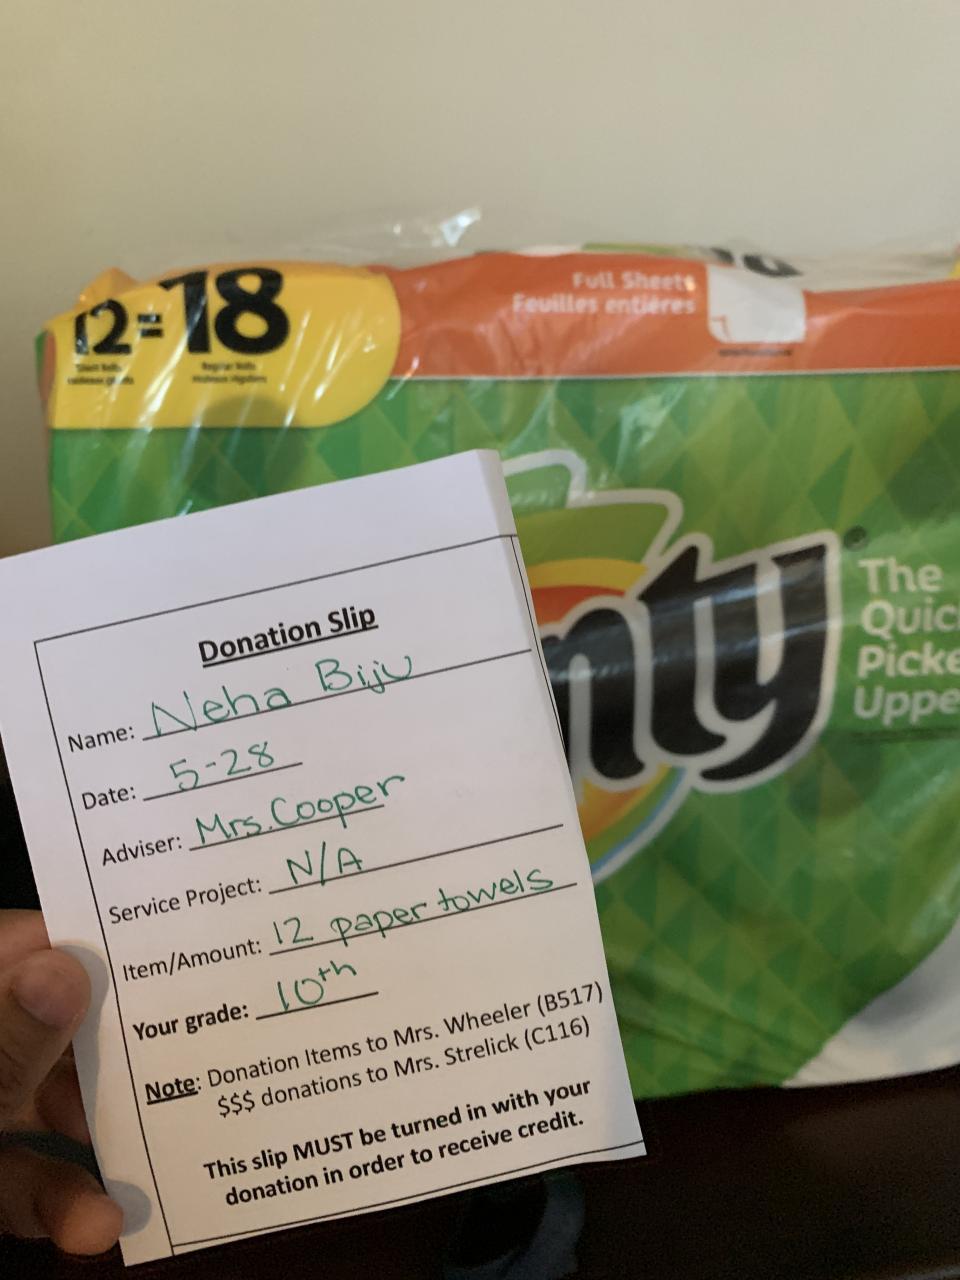 12=18
Full Sheets
Feuilles entières
nty
The
Quic
Picke
Uppe
Donation Slip
Name: Neha Biju
Date: 5-28
Adviser: Mrs. Cooper
Service Project: N/A
Item/Amount: 12 paper towels
Your grade: 10th
Note: Donation Items to Mrs. Wheeler (B517)
$$$ donations to Mrs. Strelick (C116)
This slip MUST be turned in with your
donation in order to receive credit.